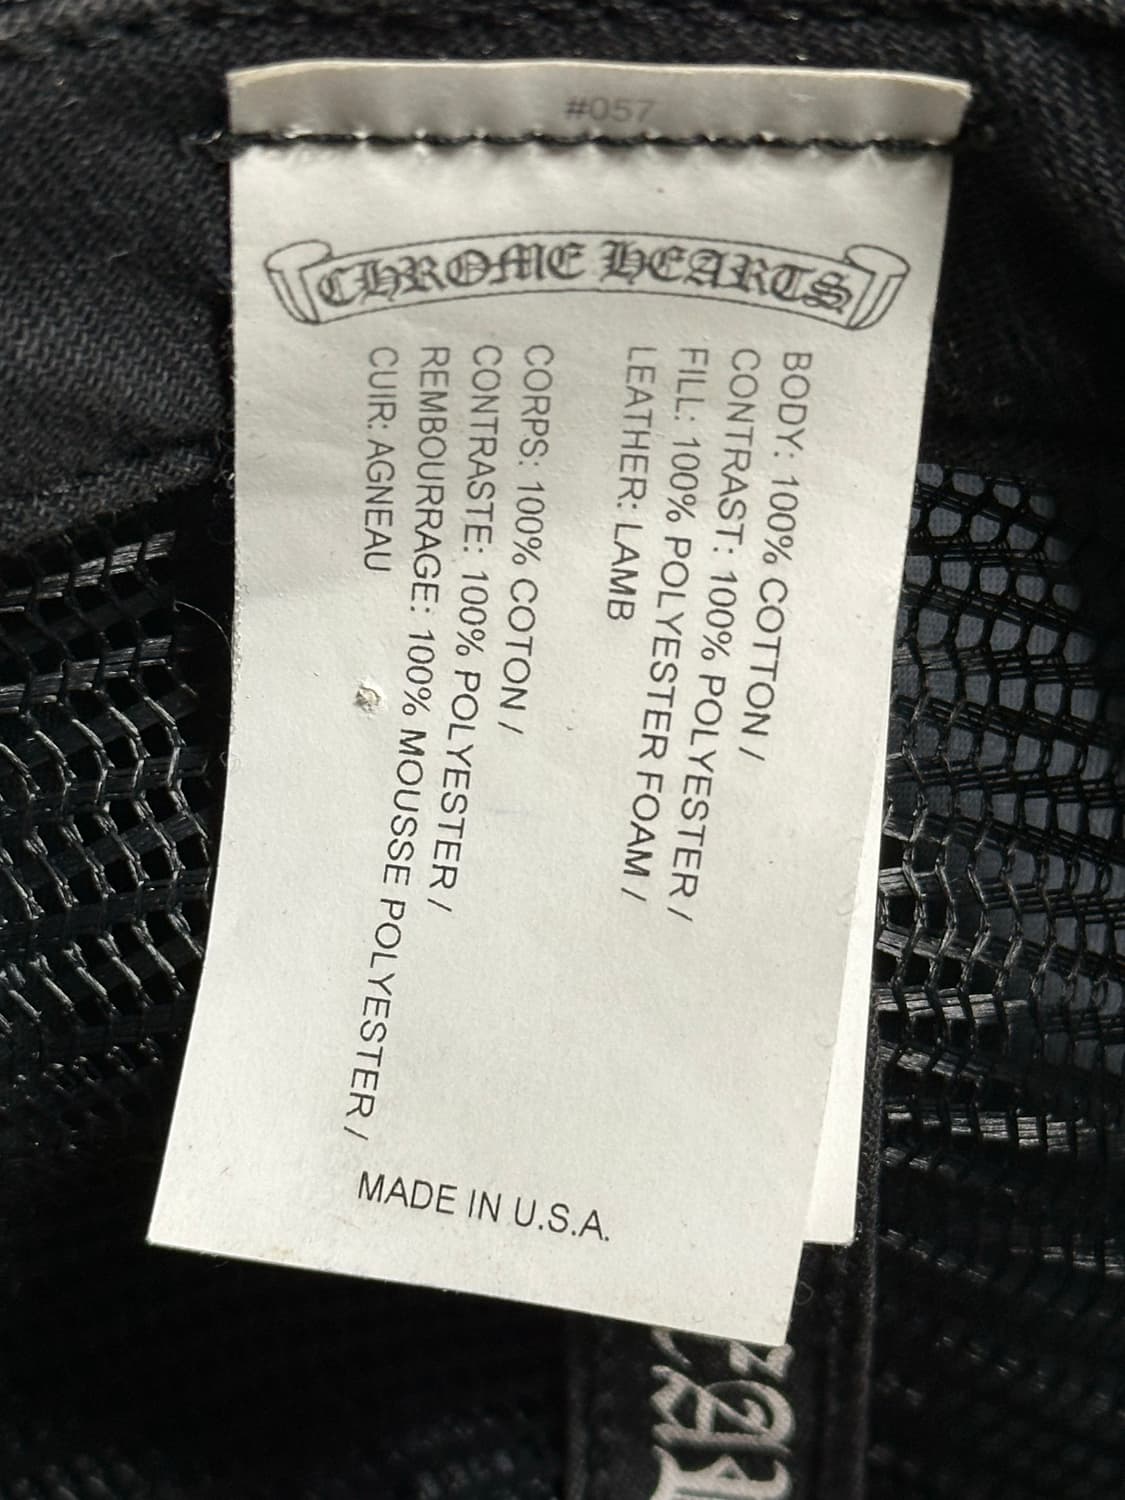 #057
CHROME HEARTS
BODY: 100% COTTON /
CONTRAST: 100% POLYESTER /
FILL: 100% POLYESTER FOAM /
LEATHER: LAMB
CORPS: 100% COTON /
CONTRASTE: 100% POLYESTER /
REMBOURRAGE: 100% MOUSSE POLYESTER /
CUIR: AGNEAU
MADE IN U.S.A.